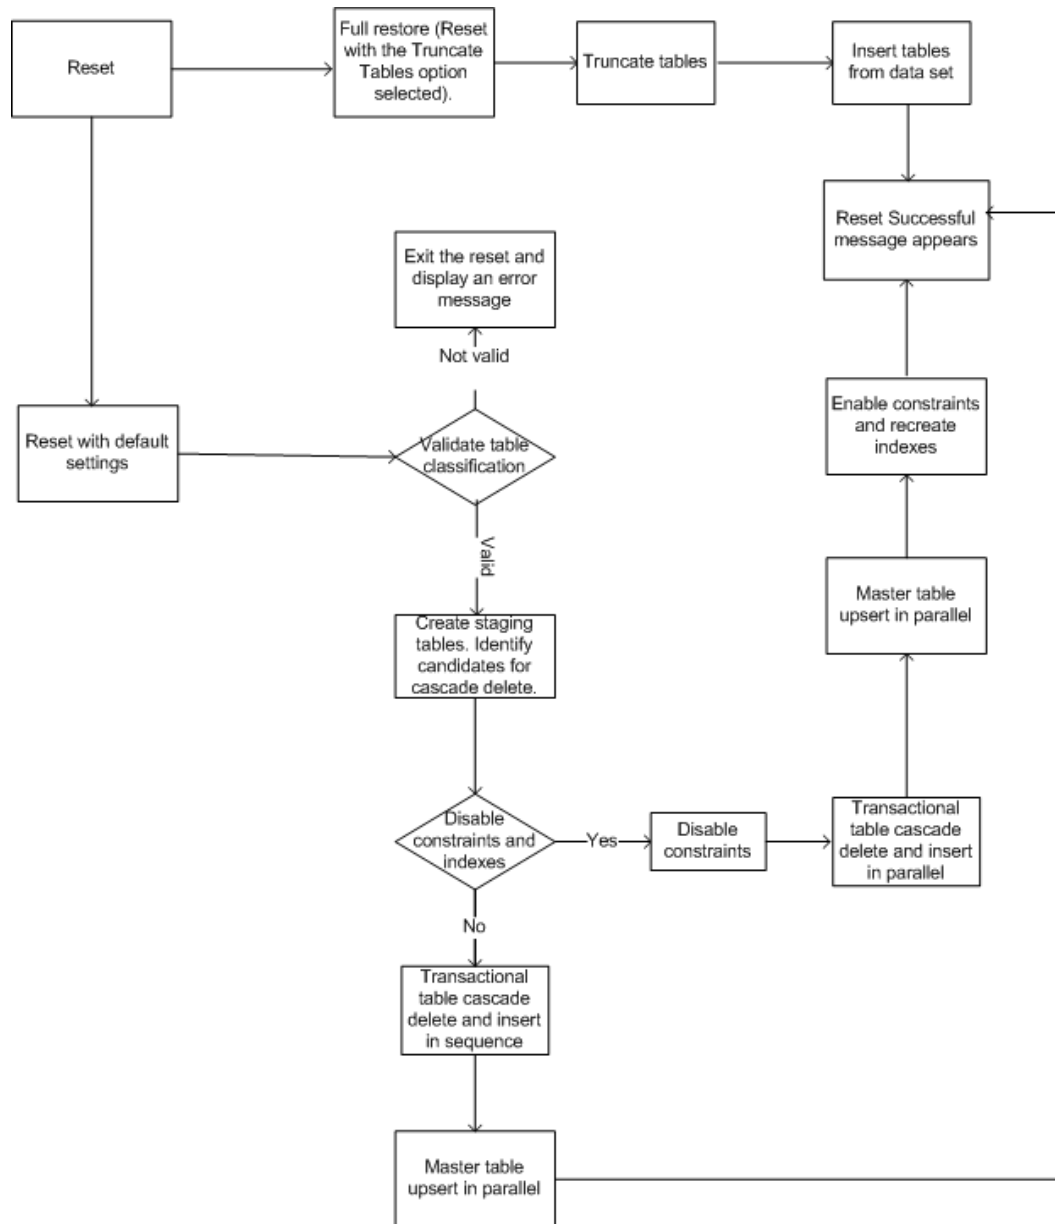 Reset
Full restore (Reset
with the Truncate
Tables option
selected).
Truncate tables
Insert tables
from data set
Reset Successful
message appears
Exit the reset and
display an error
message
Not valid
Enable constraints
and recreate
indexes
Reset with default
settings
Validate table
classification
Valid
Master table
upsert in parallel
Create staging
tables. Identify
candidates for
cascade delete.
Disable
constraints and
indexes
Yes
Disable
constraints
Transactional
table cascade
delete and insert
in parallel
No
Transactional
table cascade
delete and insert
in sequence
Master table
upsert in parallel